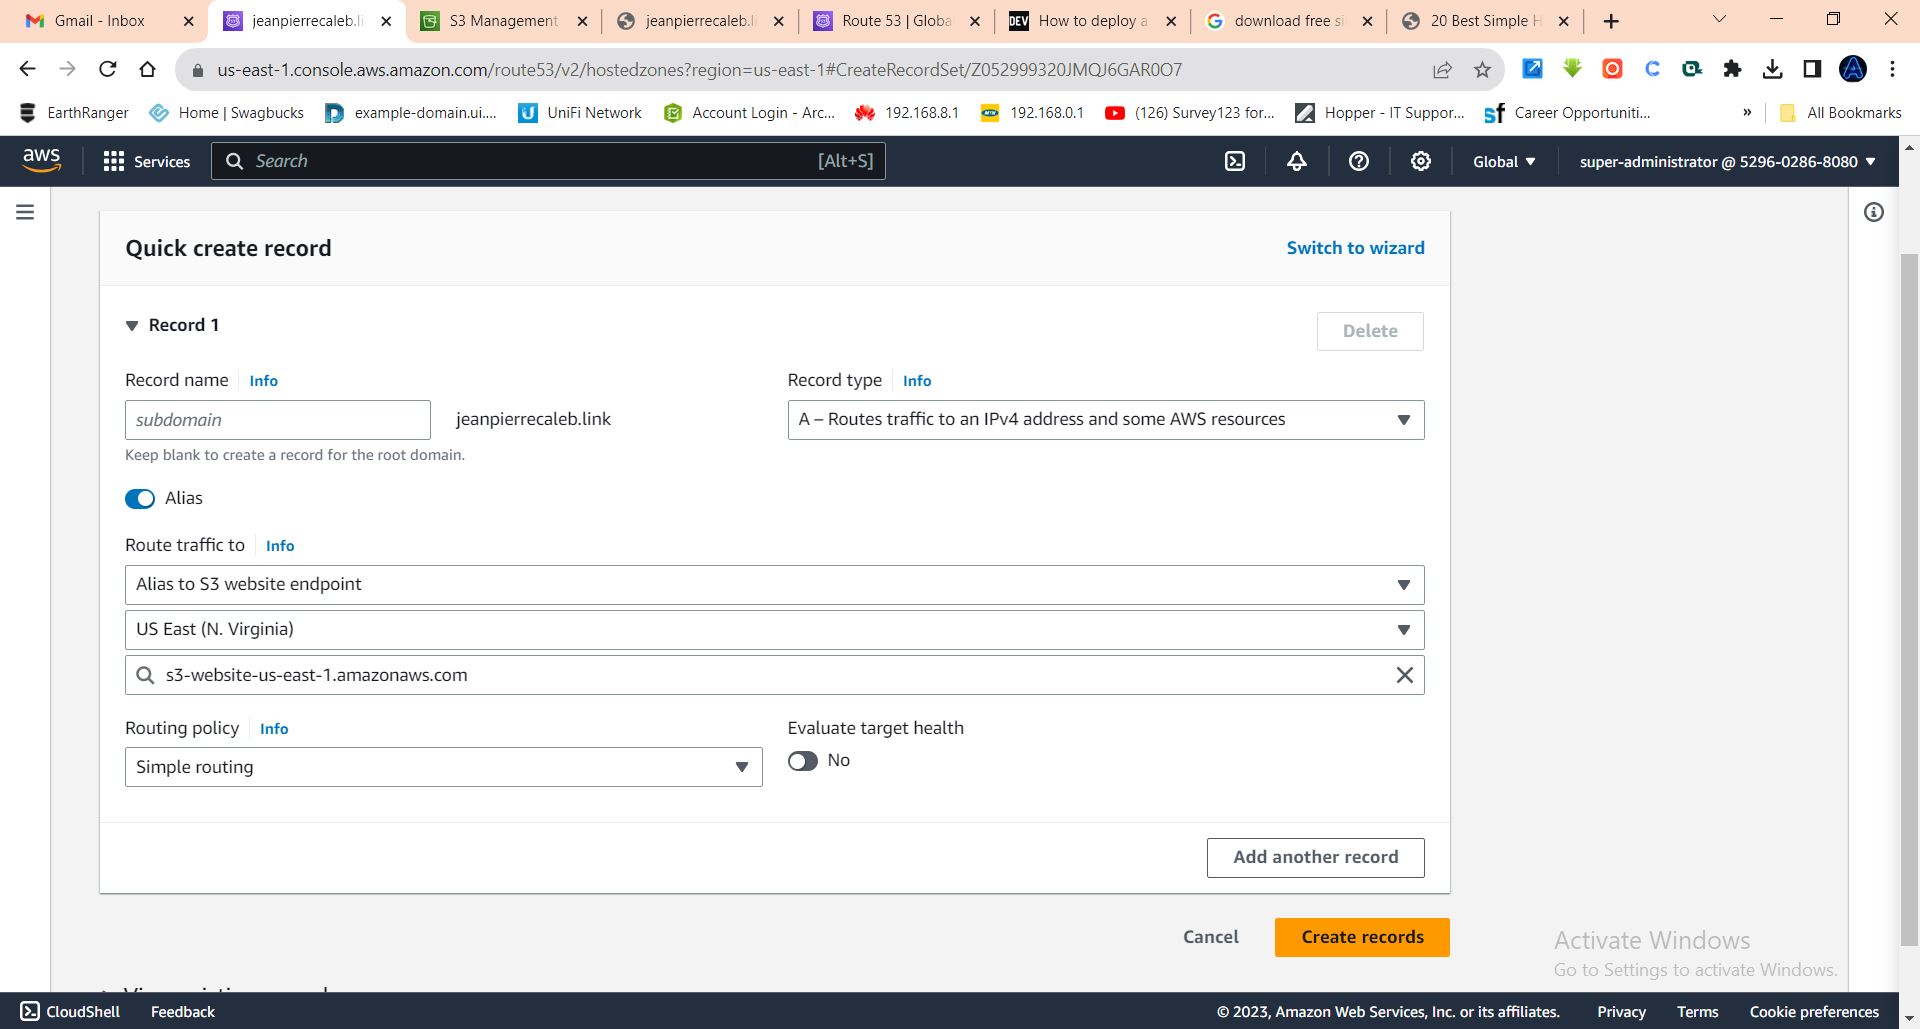 Gmail - Inbox
jeanpierrecaleb.li
S3 Management
jeanpierrecaleb.li
Route 53 | Globa
DEV How to deploy a
download free si
20 Best Simple H
us-east-1.console.aws.amazon.com/route53/v2/hostedzones?region=us-east-1#CreateRecordSet/Z052999320JMQJ6GAR0O7
EarthRanger
Home | Swagbucks
example-domain.ui....
UniFi Network
Account Login - Arc...
192.168.8.1
192.168.0.1
(126) Survey123 for...
Hopper - IT Suppor...
Career Opportuniti...
»
All Bookmarks
aws
Services
Search
[Alt+S]
Global
super-administrator @ 5296-0286-8080
Quick create record
Switch to wizard
Record 1
Delete
Record name Info
Record type Info
subdomain
jeanpierrecaleb.link
A – Routes traffic to an IPv4 address and some AWS resources
Keep blank to create a record for the root domain.
Alias
Route traffic to Info
Alias to S3 website endpoint
US East (N. Virginia)
s3-website-us-east-1.amazonaws.com
Routing policy Info
Evaluate target health
Simple routing
No
Add another record
Cancel
Create records
Activate Windows
Go to Settings to activate Windows.
CloudShell
Feedback
© 2023, Amazon Web Services, Inc. or its affiliates.
Privacy
Terms
Cookie preferences